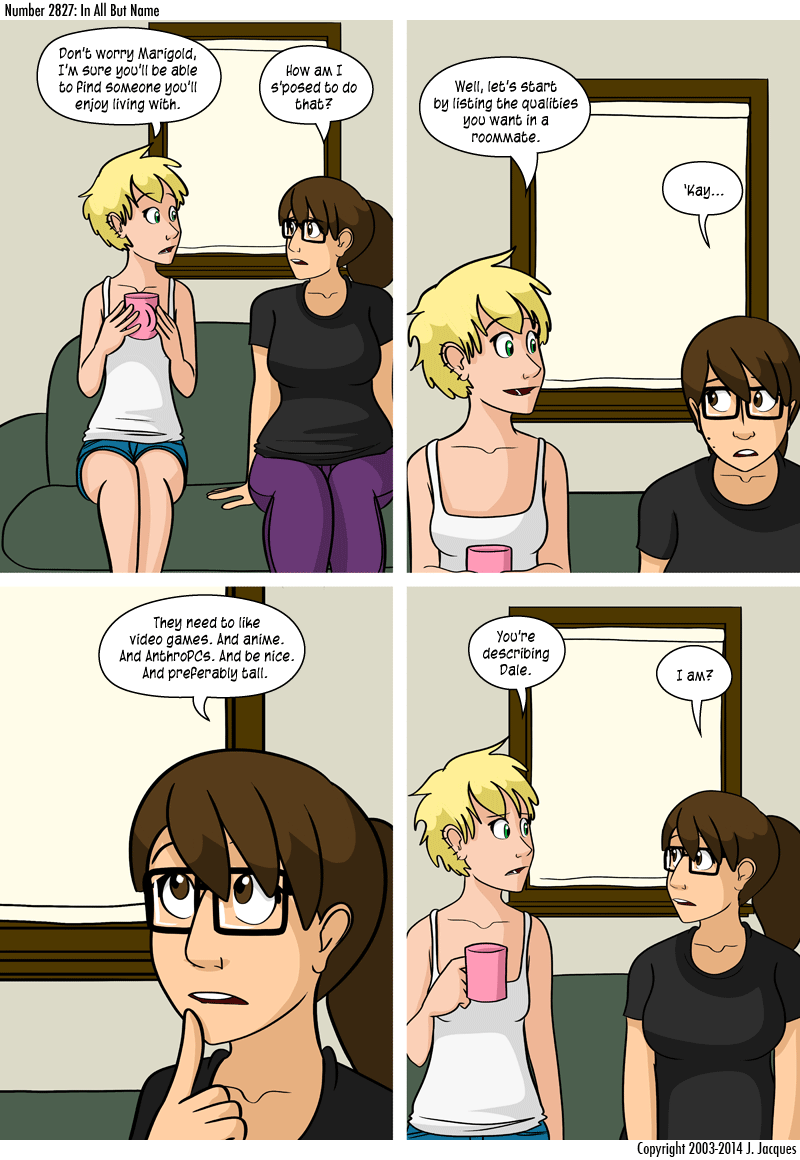 Number 2827: In All But Name
Don't worry Marigold,
I'm sure you'll be able
to find someone you'll
enjoy living with.
How am I
s'posed to do
that?
Well, let's start
by listing the qualities
you want in a
roommate.
'Kay...
They need to like
video games. And anime.
And AnthroPCs. And be nice.
And preferably tall.
You're
describing
Dale.
I am?
Copyright 2003-2014 J. Jacques